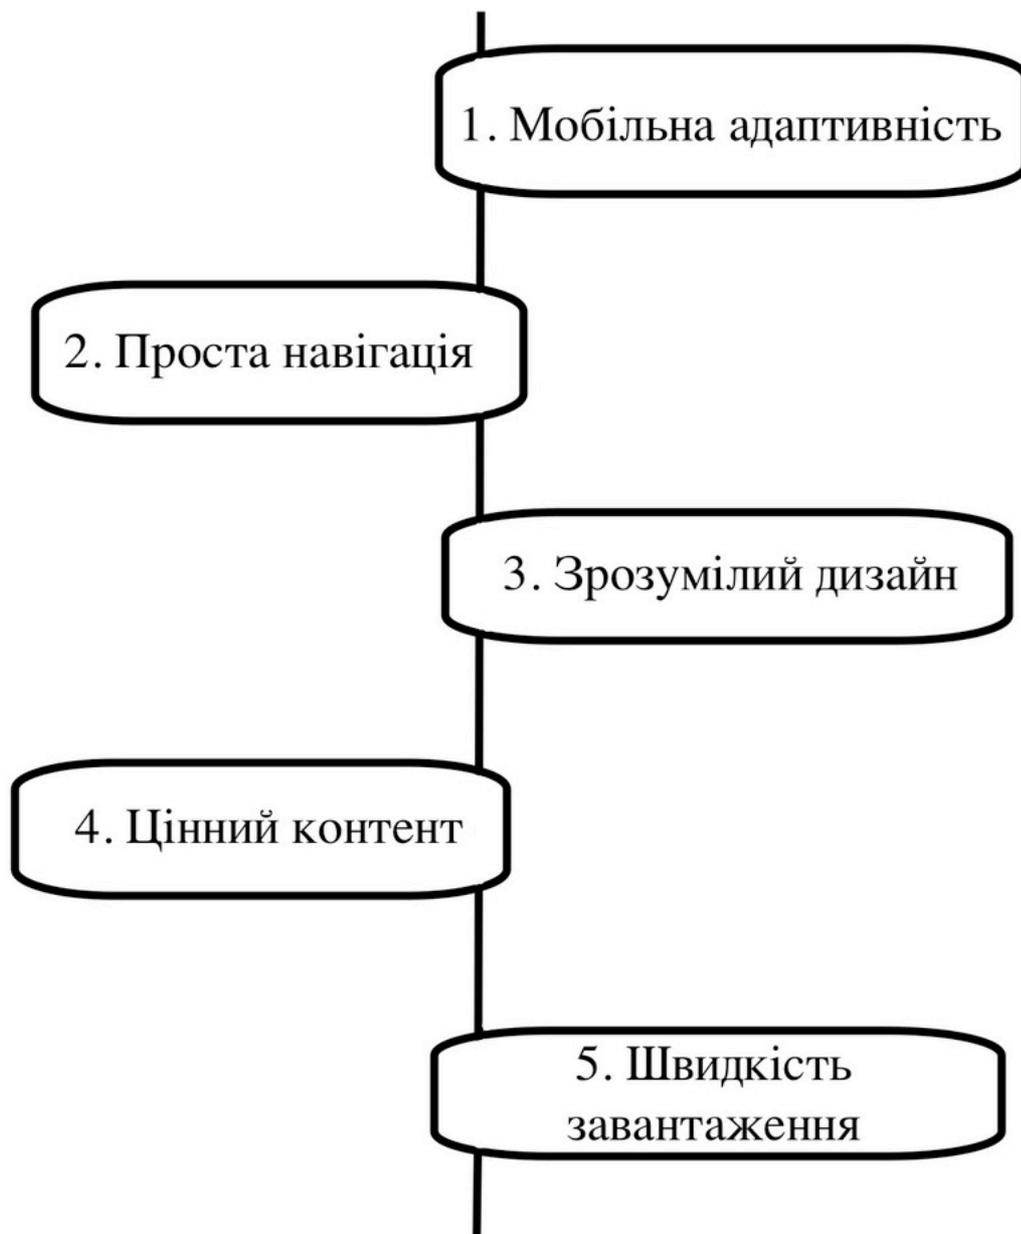 1. Мобільна адаптивність
2. Проста навігація
3. Зрозумілий дизайн
4. Цінний контент
5. Швидкість
завантаження